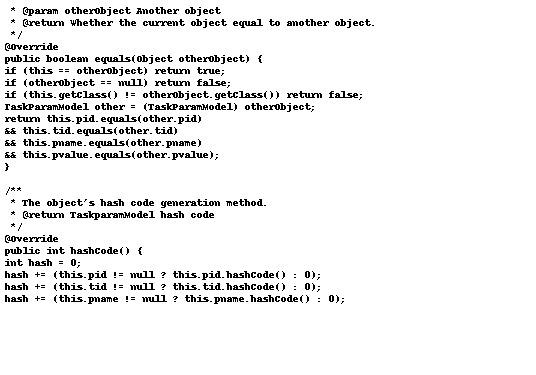 * @param otherObject Another object
* @return Whether the current object equal to another object.
*/
@Override
public boolean equals(Object otherObject) {
if (this == otherObject) return true;
if (otherObject == null) return false;
if (this.getClass() != otherObject.getClass()) return false;
TaskParamModel other = (TaskParamModel) otherObject;
return this.pid.equals(other.pid)
&& this.tid.equals(other.tid)
&& this.pname.equals(other.pname)
&& this.pvalue.equals(other.pvalue);
}
/**
* The object's hash code generation method.
* @return TaskparamModel hash code
*/
@Override
public int hashCode() {
int hash = 0;
hash += (this.pid != null ? this.pid.hashCode() : 0);
hash += (this.tid != null ? this.tid.hashCode() : 0);
hash += (this.pname != null ? this.pname.hashCode() : 0);